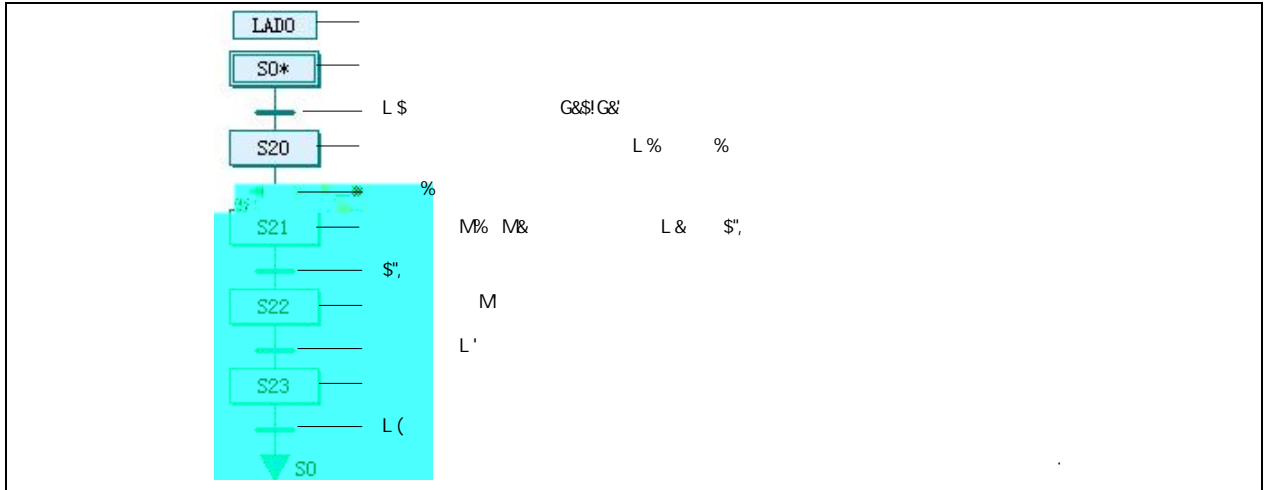 LAD0
S0*
L $ G&$!G&'
S20 L % %
%
S21 M% M& L & $",
$",
S22 M
L '
S23
L (
S0
.